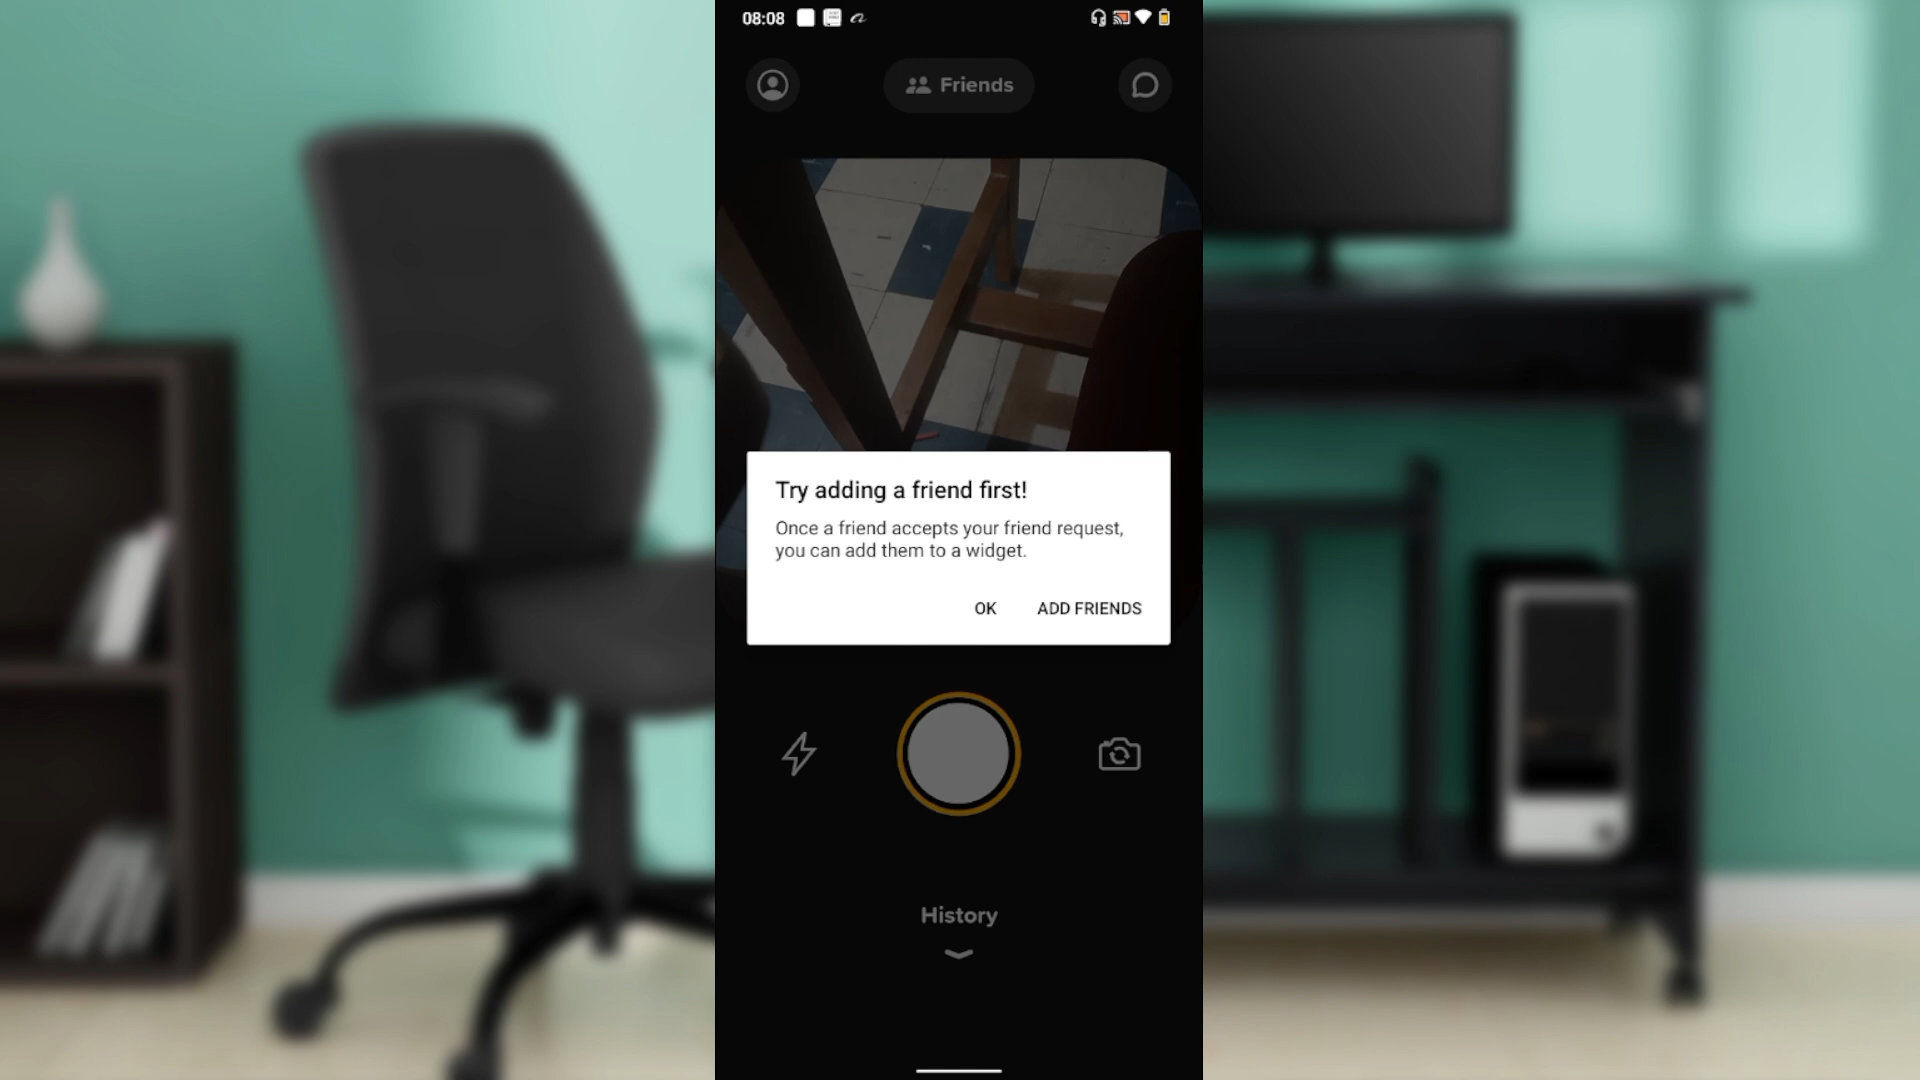 08:08
Friends
Try adding a friend first!
Once a friend accepts your friend request,
you can add them to a widget.
OK ADD FRIENDS
History